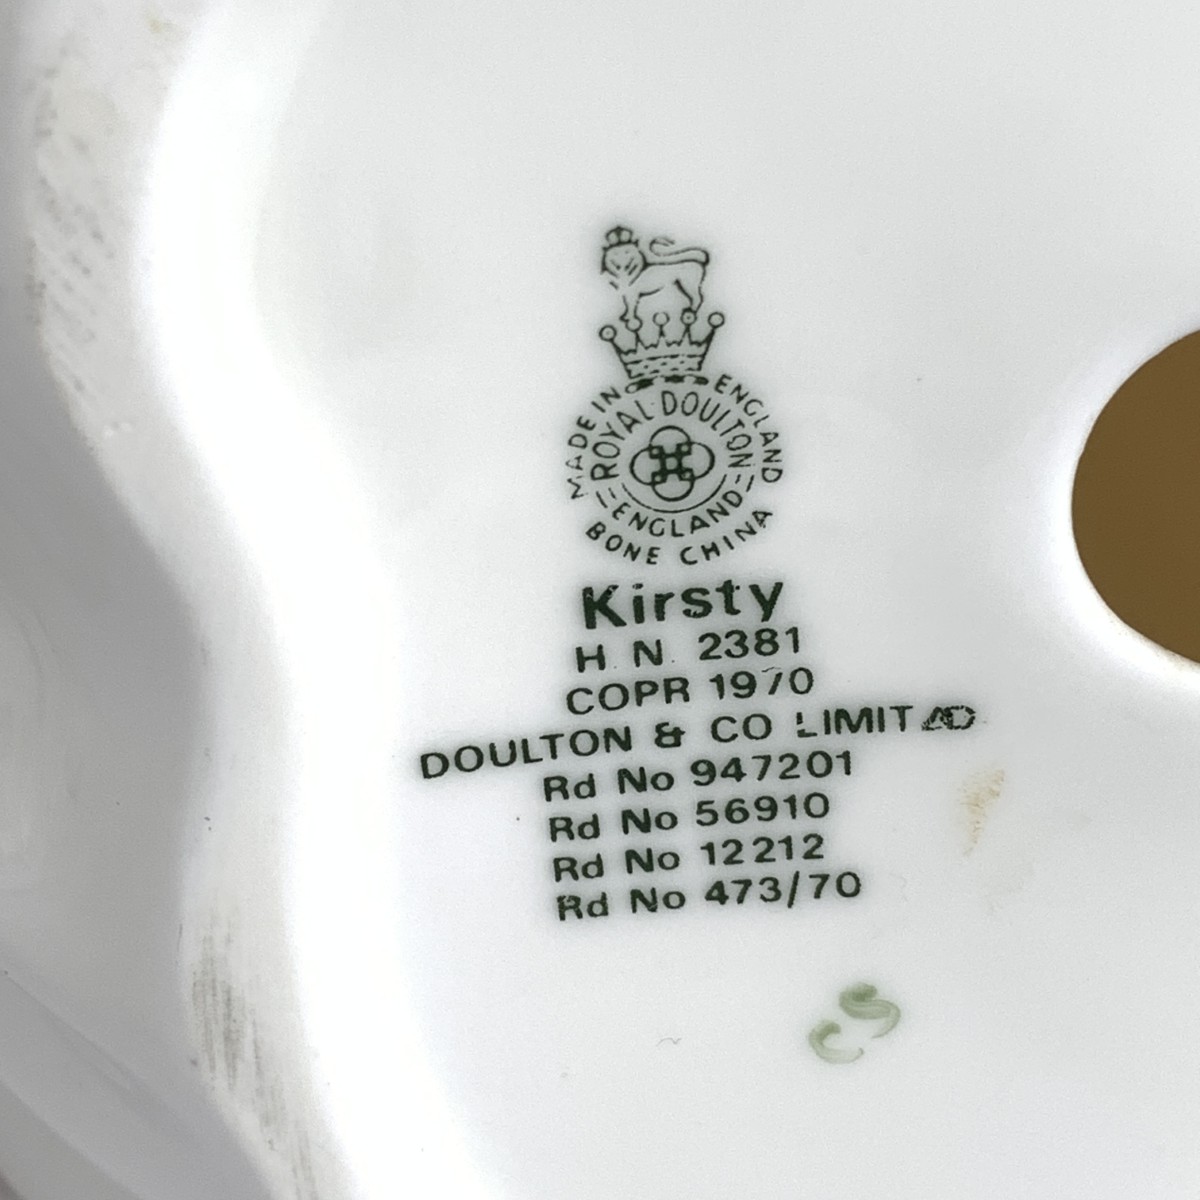 MADE IN ENGLAND
ROYAL DOULTON
ENGLAND
BONE CHINA
Kirsty
H. N. 2381
COPR 1970
DOULTON & CO LIMITED
Rd No 947201
Rd No 56910
Rd No 12212
Rd No 473/70
CS